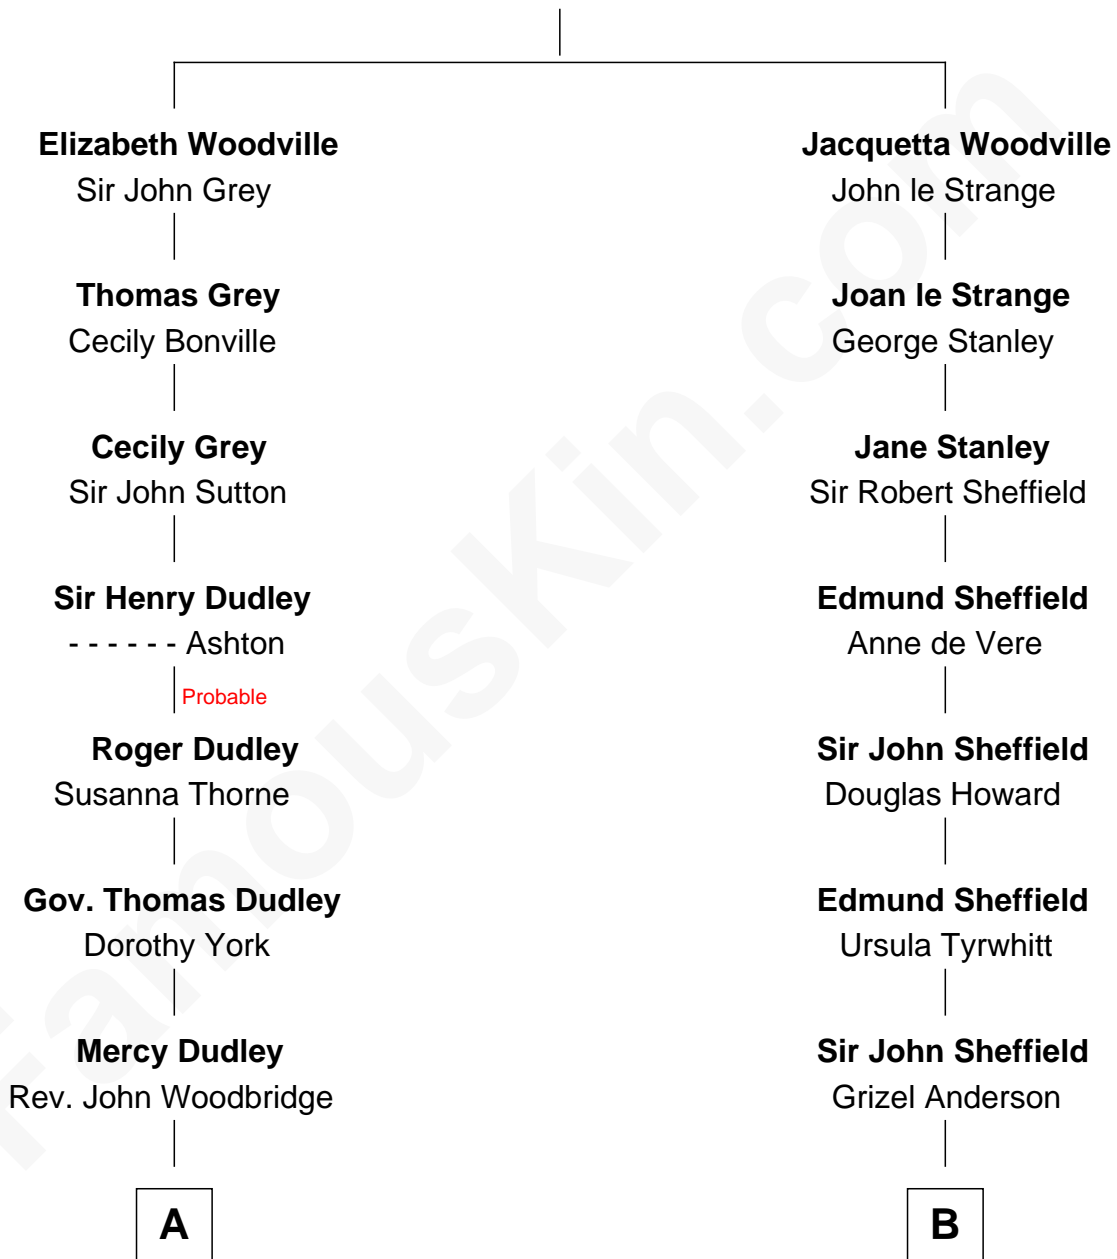 Elizabeth Woodville
Sir John Grey
Thomas Grey
Cecily Bonville
Cecily Grey
Sir John Sutton
Sir Henry Dudley
- - - - - - Ashton
Probable
Roger Dudley
Susanna Thorne
Gov. Thomas Dudley
Dorothy York
Mercy Dudley
Rev. John Woodbridge
A
Jacquetta Woodville
John le Strange
Joan le Strange
George Stanley
Jane Stanley
Sir Robert Sheffield
Edmund Sheffield
Anne de Vere
Sir John Sheffield
Douglas Howard
Edmund Sheffield
Ursula Tyrwhitt
Sir John Sheffield
Grizel Anderson
B
FamousKin.com